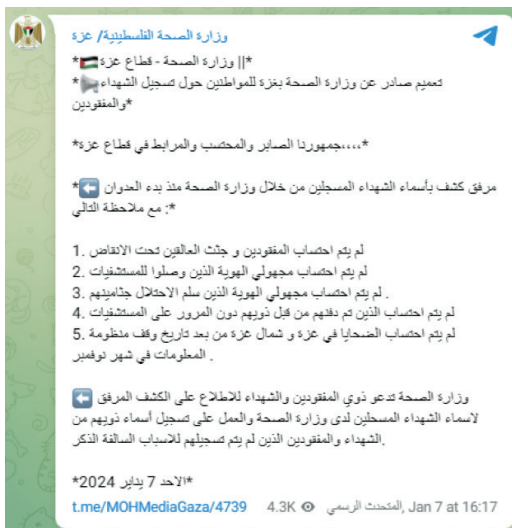 وزارة الصحة الفلسطينية/ غزة
*|| وزارة الصحة - قطاع غزة🇵🇸*
*📢تعميم صادر عن وزارة الصحة بغزة للمواطنين حول تسجيل الشهداء
والمفقودين*
*جمهورنا الصابر والمحتسب والمرابط في قطاع غزة،،،،*
*⬅️ مرفق كشف بأسماء الشهداء المسجلين من خلال وزارة الصحة منذ بدء العدوان
مع ملاحظة التالي :*
1. لم يتم احتساب المفقودين و جثث العالقين تحت الانقاض
2. لم يتم احتساب مجهولي الهوية الذين وصلوا للمستشفيات
3. لم يتم احتساب مجهولي الهوية الذين سلم الاحتلال جثامينهم .
4. لم يتم احتساب الذين تم دفنهم من قبل ذويهم دون المرور على المستشفيات
5. لم يتم احتساب الضحايا في غزة و شمال غزة من بعد تاريخ وقف منظومة
المعلومات في شهر نوفمبر .
⬅️ وزارة الصحة تدعو ذوي المفقودين والشهداء للاطلاع على الكشف المرفق
لاسماء الشهداء المسحلين لدى وزارة الصحة والعمل على تسجيل أسماء ذويهم من
الشهداء والمفقودين الذين لم يتم تسجيلهم للاسباب السالفة الذكر.
*الاحد 7 يناير 2024*
t.me/MOHMediaGaza/4739 4.3K المتحدث الرسمي, Jan 7 at 16:17